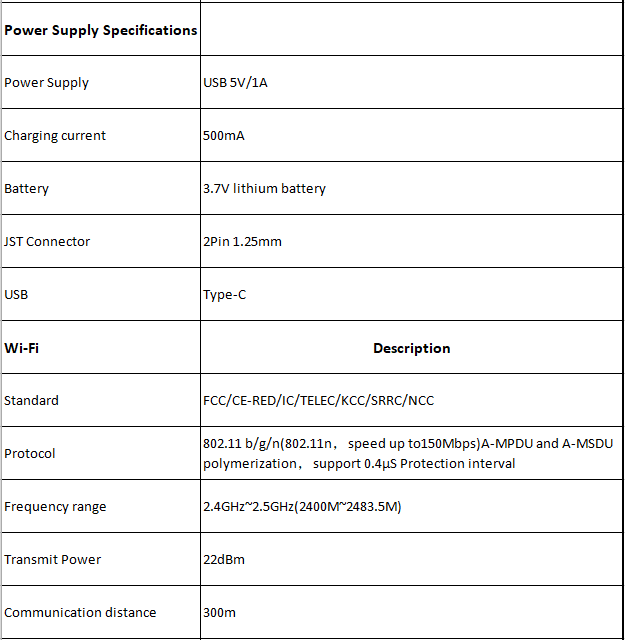 Power Supply Specifications
Power Supply USB 5V/1A
Charging current 500mA
Battery 3.7V lithium battery
JST Connector 2Pin 1.25mm
USB Type-C
Wi-Fi Description
Standard FCC/CE-RED/IC/TELEC/KCC/SRRC/NCC
Protocol 802.11 b/g/n(802.11n， speed up to150Mbps)A-MPDU and A-MSDU
polymerization， support 0.4μS Protection interval
Frequency range 2.4GHz~2.5GHz(2400M~2483.5M)
Transmit Power 22dBm
Communication distance 300m